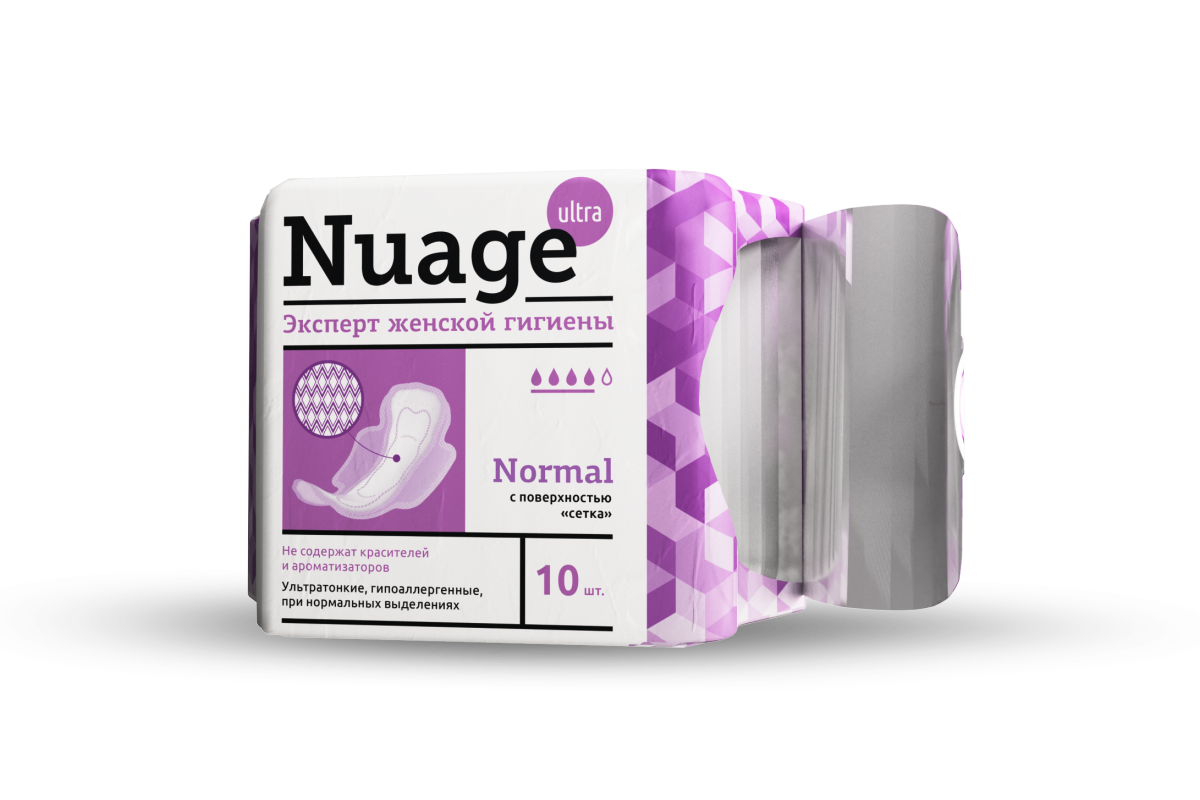 ultra
Nuage
Эксперт женской гигиены
Normal
с поверхностью
«сетка»
Не содержат красителей
и ароматизаторов
Ультратонкие, гипоаллергенные,
при нормальных выделениях
10 шт.